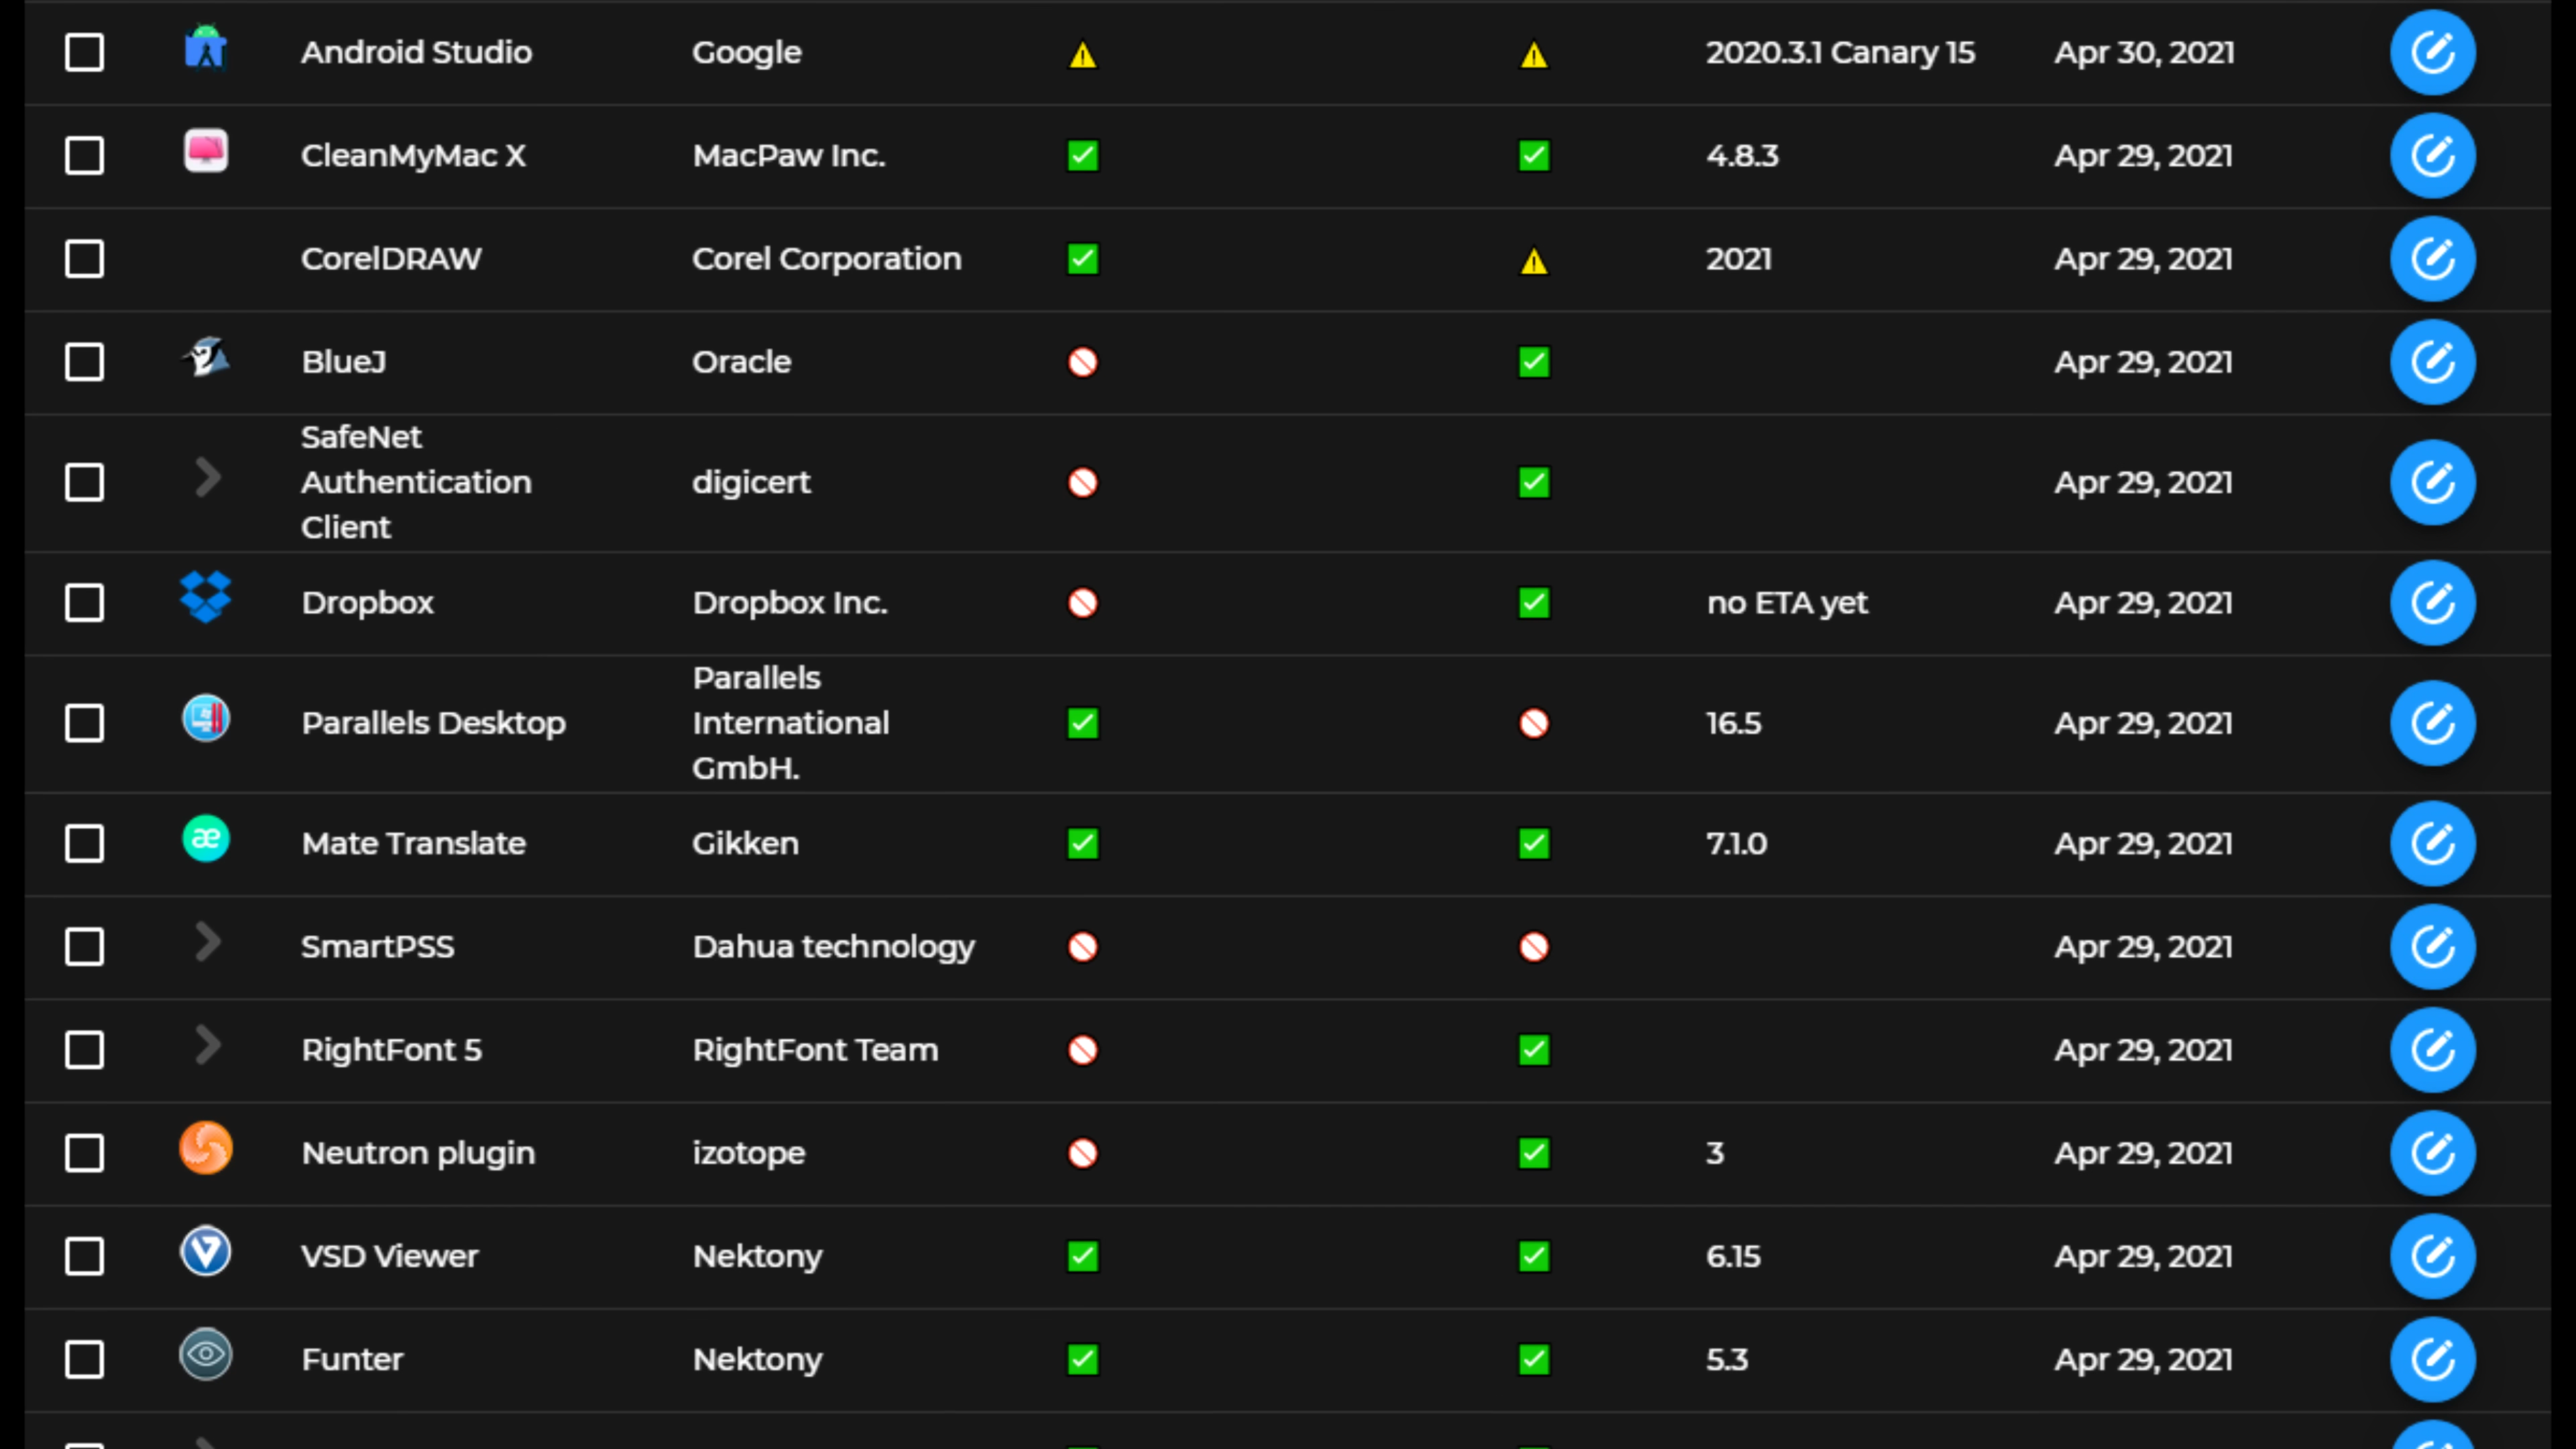 Android Studio Google 2020.3.1 Canary 15 Apr 30, 2021
CleanMyMac X MacPaw Inc. 4.8.3 Apr 29, 2021
CorelDRAW Corel Corporation 2021 Apr 29, 2021
BlueJ Oracle Apr 29, 2021
SafeNet
Authentication digicert Apr 29, 2021
Client
Dropbox Dropbox Inc. no ETA yet Apr 29, 2021
Parallels
Parallels Desktop International 16.5 Apr 29, 2021
GmbH.
æ Mate Translate Gikken 7.1.0 Apr 29, 2021
SmartPSS Dahua technology Apr 29, 2021
RightFont 5 RightFont Team Apr 29, 2021
Neutron plugin izotope 3 Apr 29, 2021
VSD Viewer Nektony 6.15 Apr 29, 2021
Funter Nektony 5.3 Apr 29, 2021